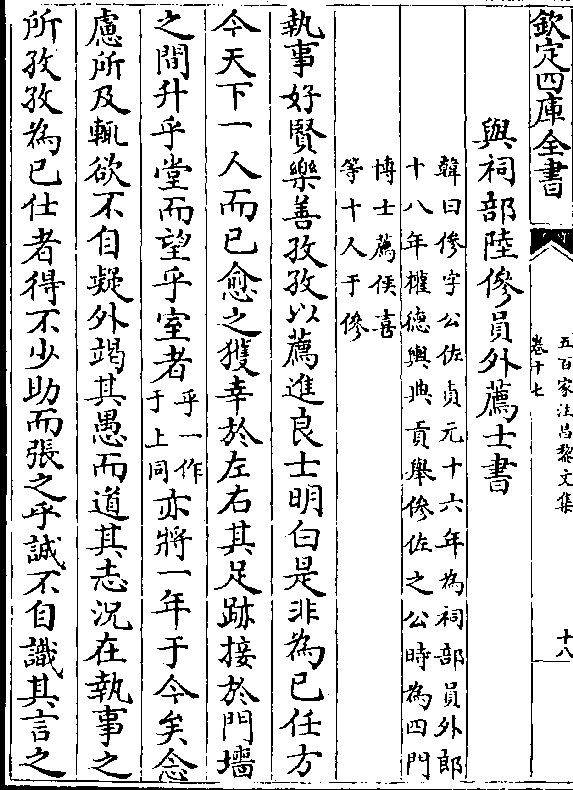 欽定四庫全書
五百家注昌黎文集
卷十七
十八
與祠部陸傪員外薦士書
韓曰傪字公佐貞元十六年為祠部員外郎
十八年權德輿典貢舉傪佐之公時為四門
博士薦侯喜
等十人于傪
執事好賢樂善孜孜以薦進良士明白是非為已任方
今天下一人而已愈之獲幸於左右其足跡接於門墻
之間升乎堂而望乎室者乎一作于上同亦將一年于今矣念
慮所及輒欲不自疑外竭其愚而道其志況在執事之
所孜孜為已仕者得不少助而張之乎誠不自識其言之